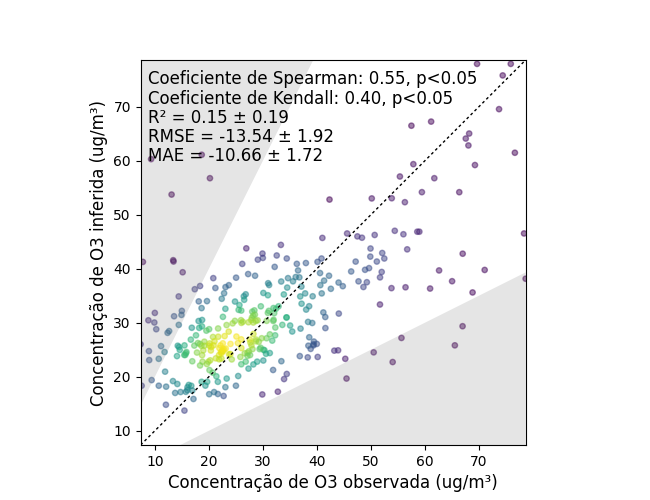 Coeficiente de Spearman: 0.55, p<0.05
Coeficiente de Kendall: 0.40, p<0.05
R² = 0.15 ± 0.19
RMSE = -13.54 ± 1.92
MAE = -10.66 ± 1.72
Concentração de O3 inferida (ug/m³)
70
60
50
40
30
20
10
10 20 30 40 50 60 70
Concentração de O3 observada (ug/m³)